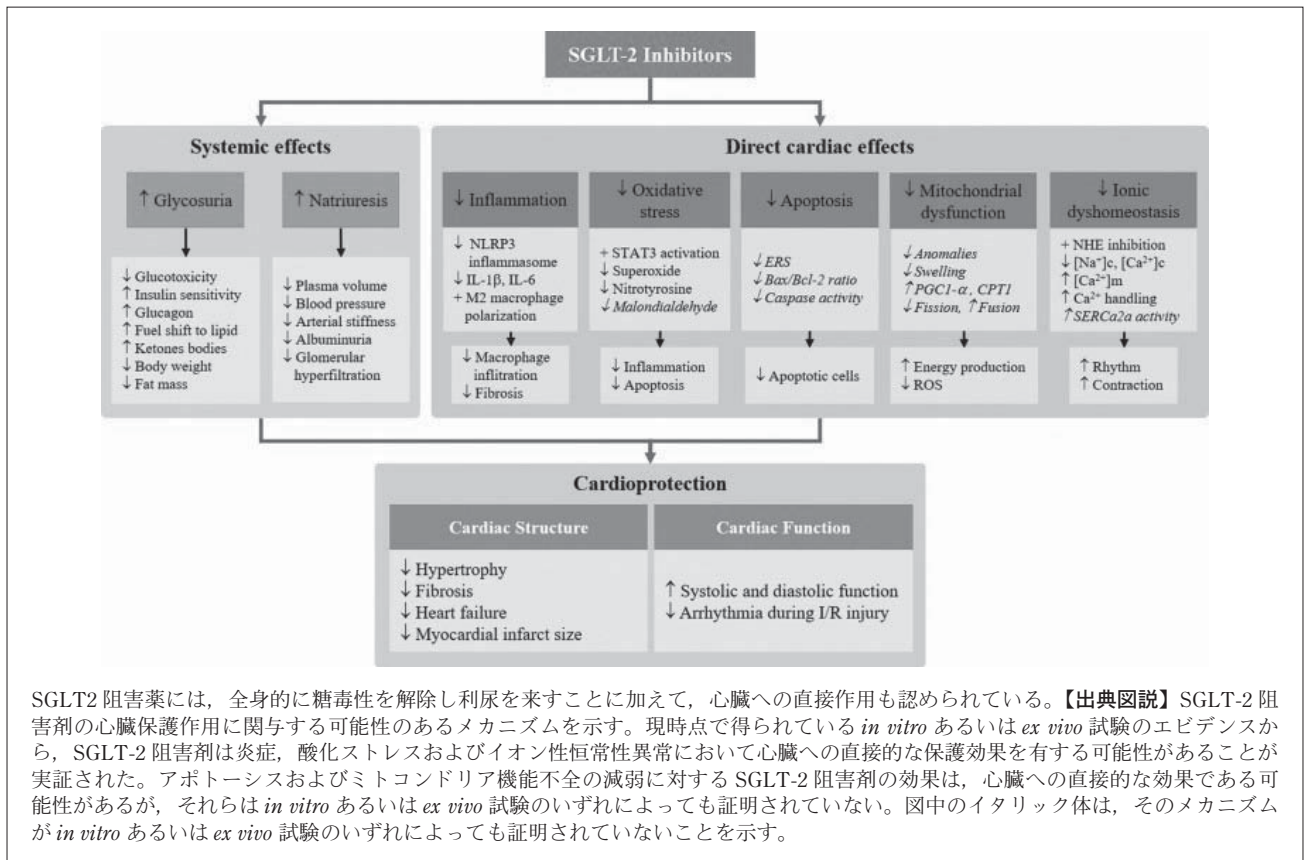 SGLT-2 Inhibitors
Systemic effects
↑ Glycosuria
↓ Glucotoxicity
↑ Insulin sensitivity
↑ Glucagon
↑ Fuel shift to lipid
↑ Ketones bodies
↓ Body weight
↓ Fat mass
↑ Natriuresis
↓ Plasma volume
↓ Blood pressure
↓ Arterial stiffness
↓ Albuminuria
↓ Glomerular
hyperfiltration
Direct cardiac effects
↓ Inflammation
↓ NLRP3
inflammasome
↓ IL-1β, IL-6
+ M2 macrophage
polarization
↓ Macrophage
inflitration
↓ Fibrosis
↓ Oxidative
stress
+ STAT3 activation
↓ Superoxide
↓ Nitrotyrosine
↓ Malondialdehyde
↓ Inflammation
↓ Apoptosis
↓ Apoptosis
↓ ERS
↓ Bax/Bcl-2 ratio
↓ Caspase activity
↓ Apoptotic cells
↓ Mitochondrial
dysfunction
↓ Anomalies
↓ Swelling
↑ PGC1-α, CPT1
↓ Fission, ↑ Fusion
↑ Energy production
↓ ROS
↓ Ionic
dyshomeostasis
+ NHE inhibition
↓ [Na⁺]c, [Ca²⁺]c
↑ [Ca²⁺]m
↑ Ca²⁺ handling
↑ SERCa2a activity
↑ Rhythm
↑ Contraction
Cardioprotection
Cardiac Structure
↓ Hypertrophy
↓ Fibrosis
↓ Heart failure
↓ Myocardial infarct size
Cardiac Function
↑ Systolic and diastolic function
↓ Arrhythmia during I/R injury
SGLT2 阻害薬には，全身的に糖毒性を解除し利尿を来すことに加えて，心臓への直接作用も認められている。【出典図説】SGLT-2 阻
害剤の心臓保護作用に関与する可能性のあるメカニズムを示す。現時点で得られている in vitro あるいは ex vivo 試験のエビデンスか
ら，SGLT-2 阻害剤は炎症，酸化ストレスおよびイオン性恒常性異常において心臓への直接的な保護効果を有する可能性があることが
実証された。アポトーシスおよびミトコンドリア機能不全の減弱に対する SGLT-2 阻害剤の効果は，心臓への直接的な効果である可
能性があるが，それらは in vitro あるいは ex vivo 試験のいずれによっても証明されていない。図中のイタリック体は，そのメカニズム
が in vitro あるいは ex vivo 試験のいずれによっても証明されていないことを示す。